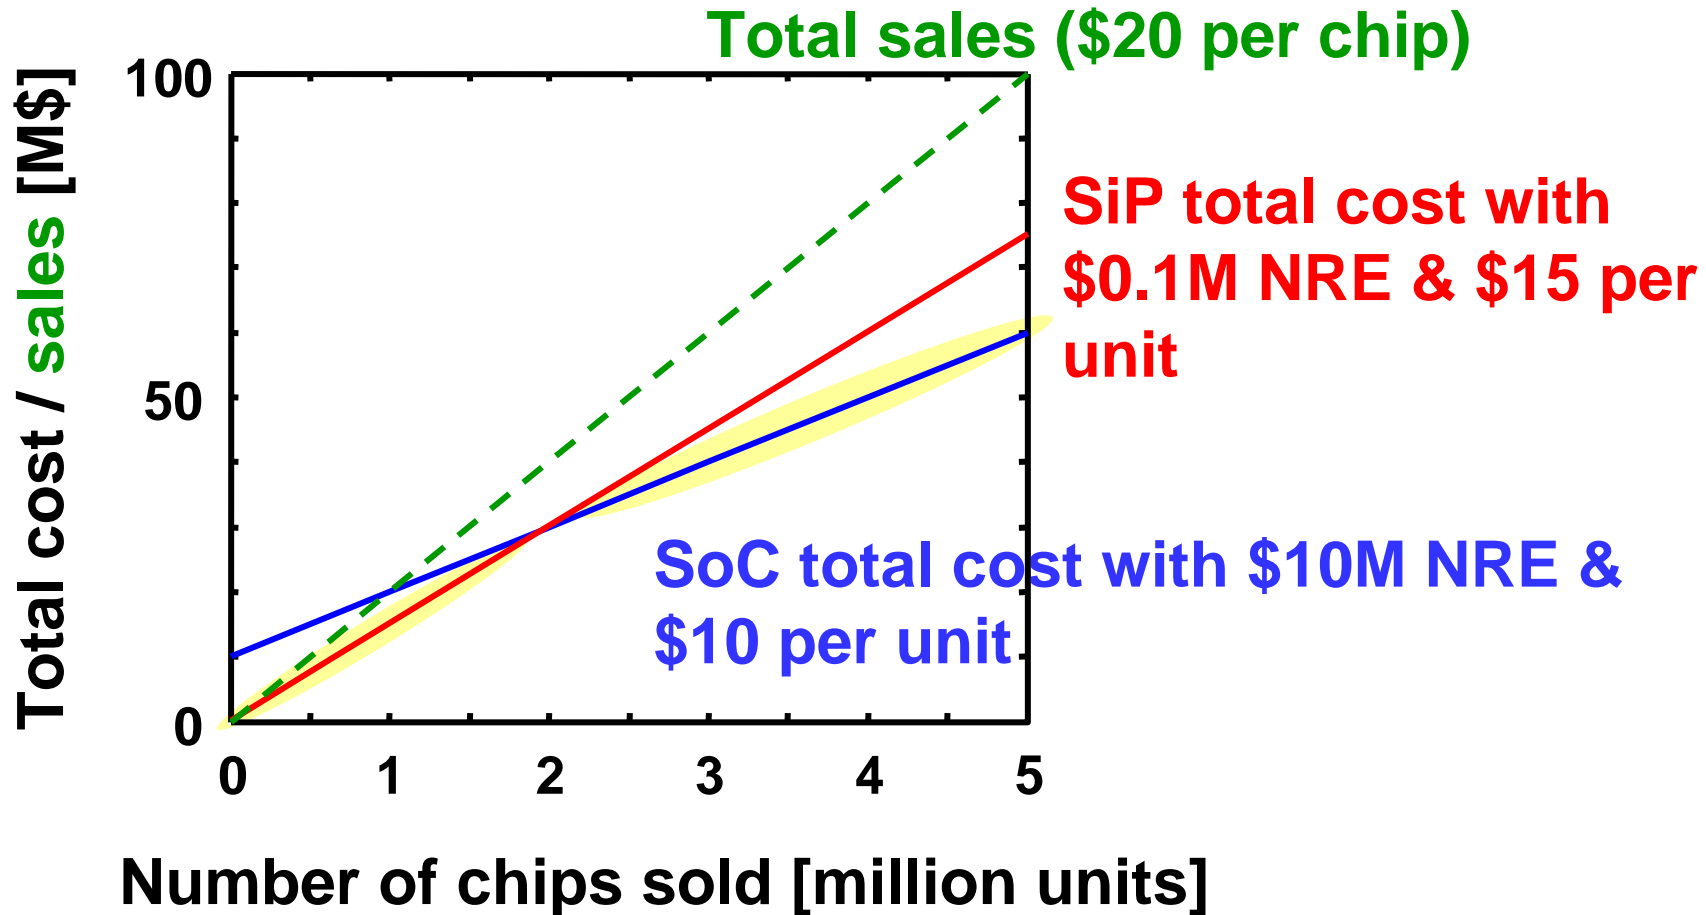 Total sales ($20 per chip)
Total cost / sales [M$]
100
50
0
SiP total cost with
$0.1M NRE & $15 per
unit
SoC total cost with $10M NRE &
$10 per unit
0 1 2 3 4 5
Number of chips sold [million units]